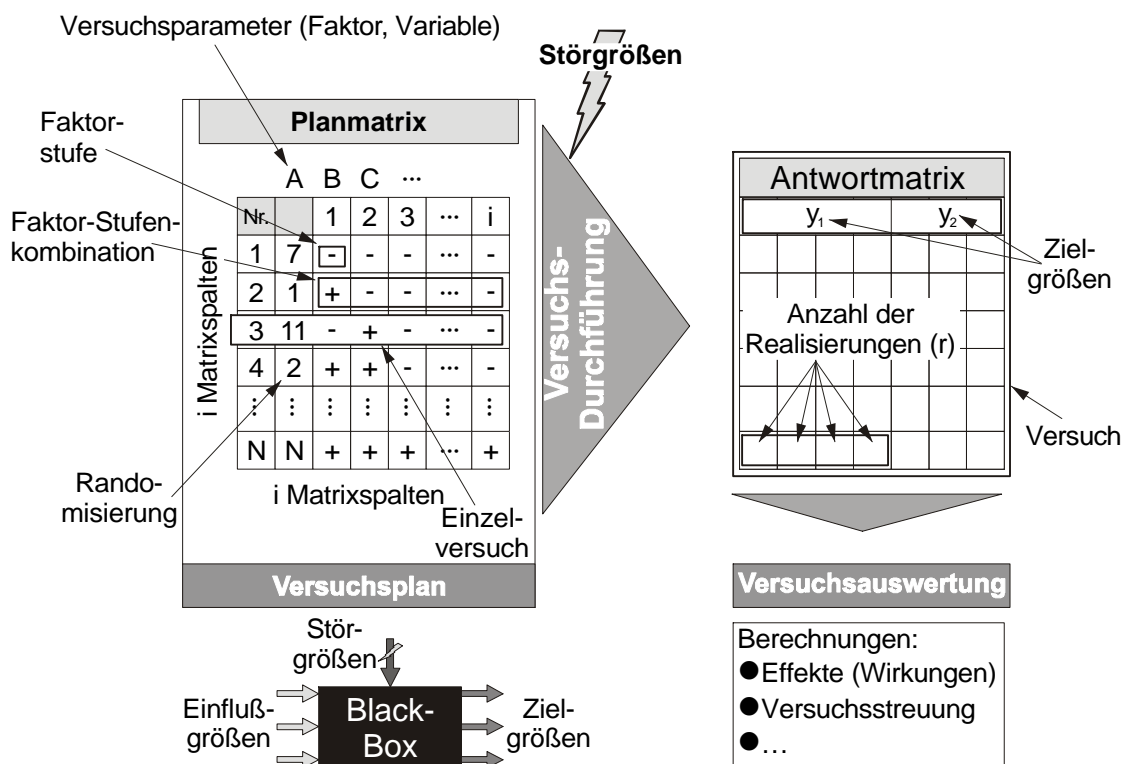 Versuchsparameter (Faktor, Variable)
Störgrößen
Faktor-
stufe
Planmatrix
A B C ...
Faktor-Stufen-
kombination
Nr. 1 2 3 ... i
1 7 - - - ... -
2 1 + - - ... -
3 11 - + - ... -
4 2 + + - ... -
⋮ ⋮ ⋮ ⋮ ⋮ ⋮ ⋮
N N + + + ... +
i Matrixspalten
i Matrixspalten
Rando-
misierung
Einzel-
versuch
Versuchsplan
Versuchs-
Durchführung
Antwortmatrix
y1 y2
Ziel-
größen
Anzahl der
Realisierungen (r)
Versuch
Versuchsauswertung
Berechnungen:
●Effekte (Wirkungen)
●Versuchsstreuung
●...
Stör-
größen
Einfluß-
größen
Black-
Box
Ziel-
größen